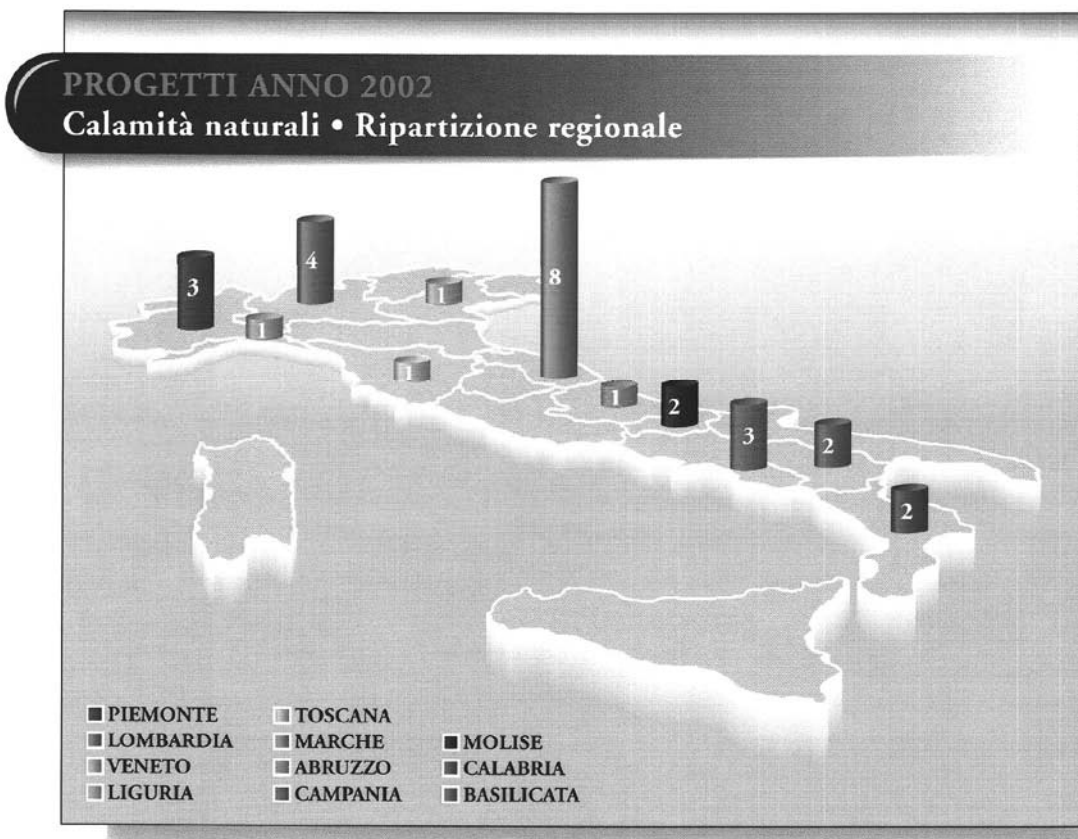 PROGETTI ANNO 2002
Calamità naturali • Ripartizione regionale
8
4
3
1
1
1
1
2
3
2
2
PIEMONTE
LOMBARDIA
VENETO
LIGURIA
TOSCANA
MARCHE
ABRUZZO
CAMPANIA
MOLISE
CALABRIA
BASILICATA